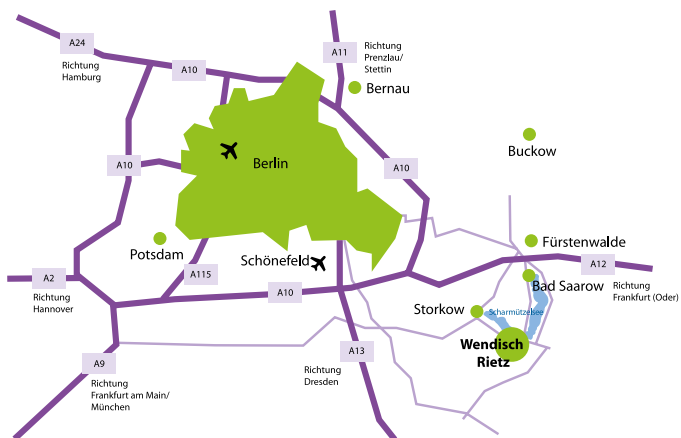 A24
Richtung
Hamburg
A10
A11
Richtung
Prenzlau/
Stettin
Bernau
Buckow
A10
Berlin
A10
Potsdam
Schönefeld
Fürstenwalde
A2
Richtung
Hannover
A115
A10
A12
Richtung
Frankfurt (Oder)
Bad Saarow
Storkow
Scharmützelsee
Wendisch
Rietz
A9
Richtung
Frankfurt am Main/
München
A13
Richtung
Dresden